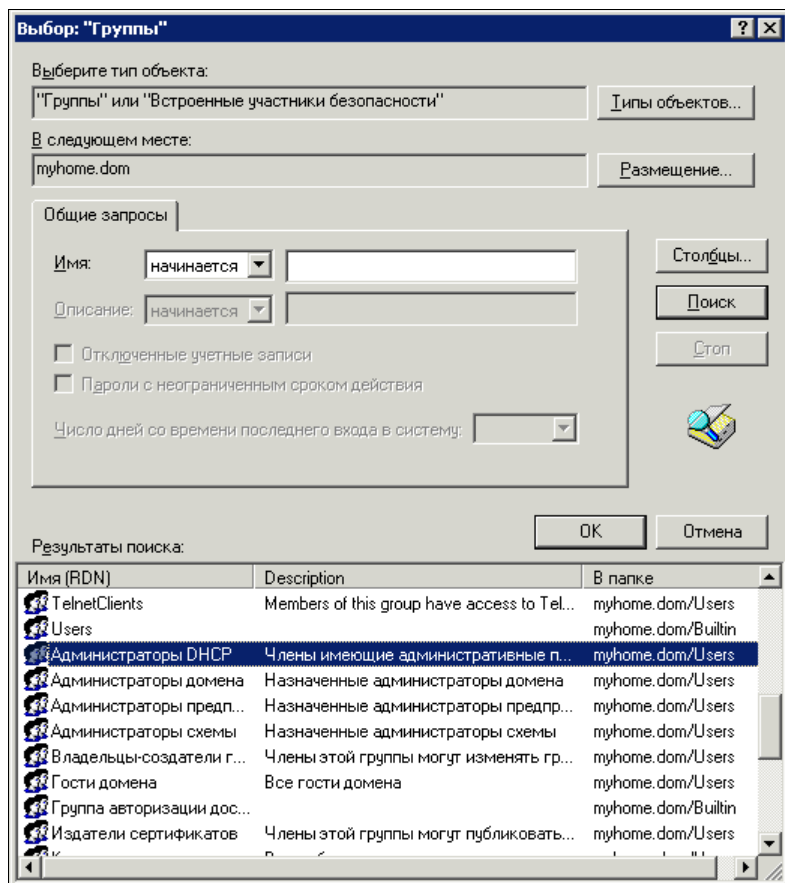 Выбор: "Группы"
Выберите тип объекта:
"Группы" или "Встроенные участники безопасности"
Типы объектов...
В следующем месте:
myhome.dom
Размещение...
Общие запросы
Имя:
начинается
Столбцы...
Описание:
начинается
Поиск
Отключенные учетные записи
Стоп
Пароли с неограниченным сроком действия
Число дней со времени последнего входа в систему:
OK
Отмена
Результаты поиска:
Имя (RDN) Description В папке
TelnetClients Members of this group have access to Tel... myhome.dom/Users
Users myhome.dom/Builtin
Администраторы DHCP Члены имеющие административные п... myhome.dom/Users
Администраторы домена Назначенные администраторы домена myhome.dom/Users
Администраторы предп... Назначенные администраторы предпр... myhome.dom/Users
Администраторы схемы Назначенные администраторы схемы myhome.dom/Users
Владельцы-создатели г... Члены этой группы могут изменять гр... myhome.dom/Users
Гости домена Все гости домена myhome.dom/Users
Группа авторизации дос... myhome.dom/Builtin
Издатели сертификатов Члены этой группы могут публиковать... myhome.dom/Users